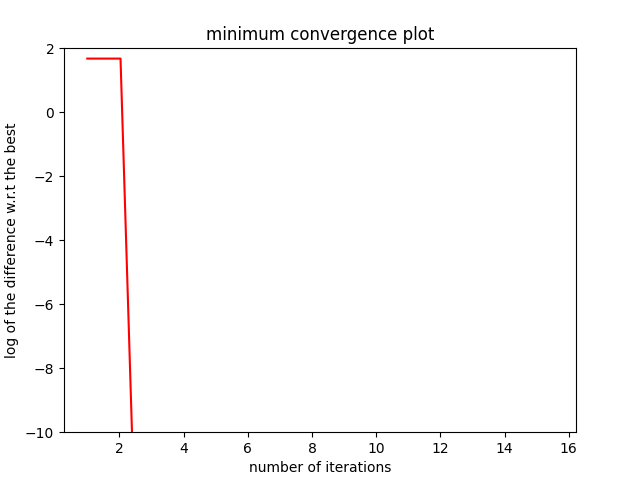 minimum convergence plot
log of the difference w.r.t the best
2
0
−2
−4
−6
−8
−10
2 4 6 8 10 12 14 16
number of iterations